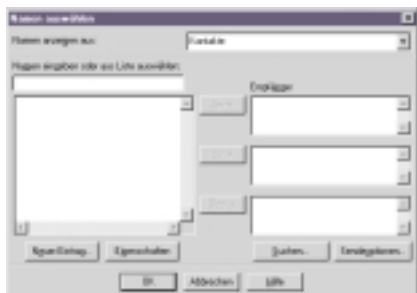 Namen auswählen
Namen anzeigen aus:
Kontakte
Namen eingeben oder aus Liste auswählen:
Empfänger
Neuer Eintrag...
Eigenschaften
Suchen...
Sendeoptionen...
OK
Abbrechen
Hilfe